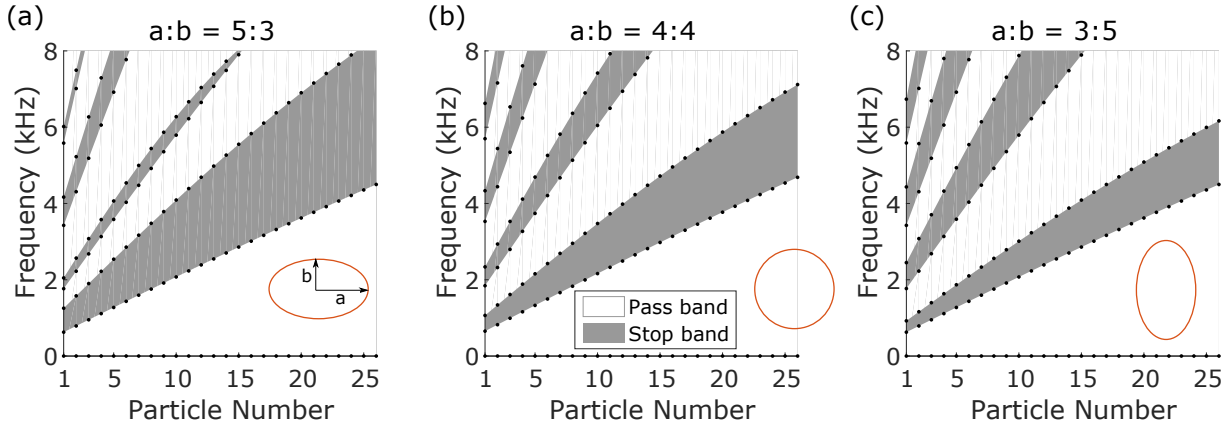 (a)
a:b = 5:3
Frequency (kHz)
8
6
4
2
0
b
a
1 5 10 15 20 25
Particle Number
(b)
a:b = 4:4
Frequency (kHz)
8
6
4
2
0
Pass band
Stop band
1 5 10 15 20 25
Particle Number
(c)
a:b = 3:5
Frequency (kHz)
8
6
4
2
0
1 5 10 15 20 25
Particle Number